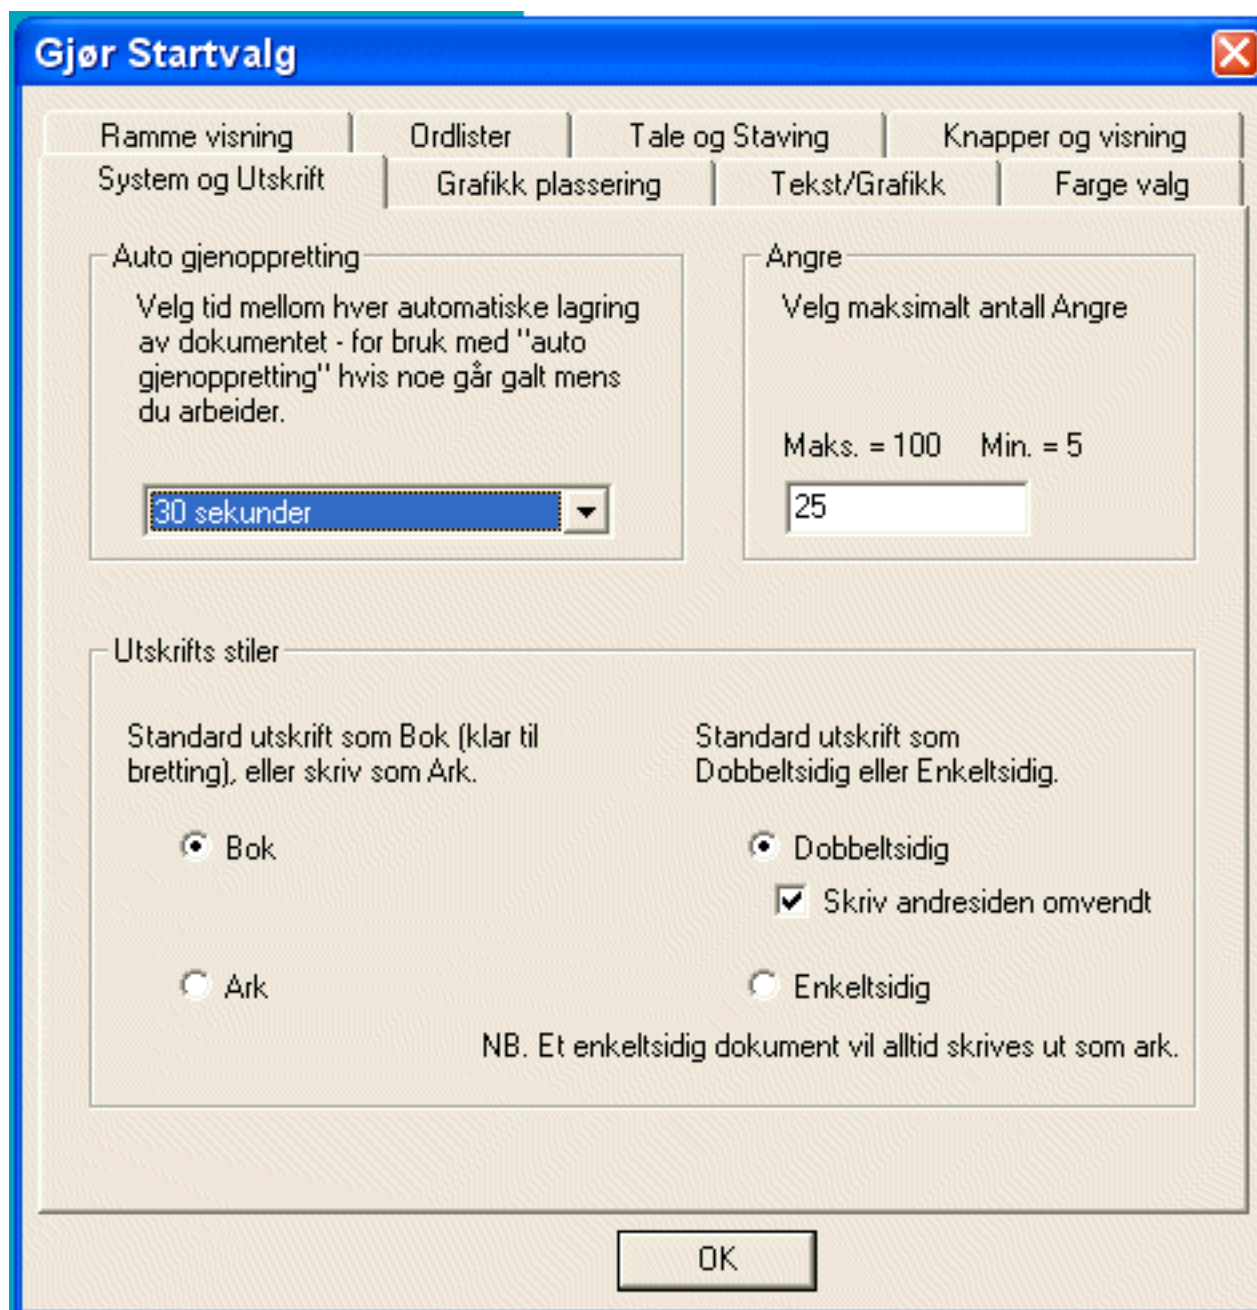 Gjør Startvalg
Ramme visning
Ordlister
Tale og Staving
Knapper og visning
System og Utskrift
Grafikk plassering
Tekst/Grafikk
Farge valg
Auto gjenoppretting
Velg tid mellom hver automatiske lagring
av dokumentet - for bruk med "auto
gjenoppretting" hvis noe går galt mens
du arbeider.
30 sekunder
Angre
Velg maksimalt antall Angre
Maks. = 100 Min. = 5
25
Utskrifts stiler
Standard utskrift som Bok (klar til
bretting), eller skriv som Ark.
Bok
Ark
Standard utskrift som
Dobbeltsidig eller Enkeltsidig.
Dobbeltsidig
Skriv andresiden omvendt
Enkeltsidig
NB. Et enkeltsidig dokument vil alltid skrives ut som ark.
OK